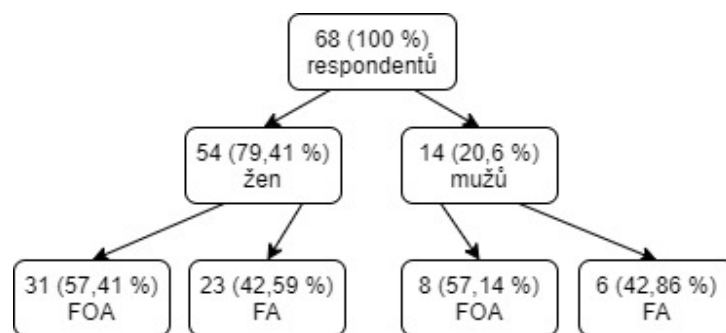 68 (100 %)
respondentů
54 (79,41 %)
žen
14 (20,6 %)
mužů
31 (57,41 %)
FOA
23 (42,59 %)
FA
8 (57,14 %)
FOA
6 (42,86 %)
FA